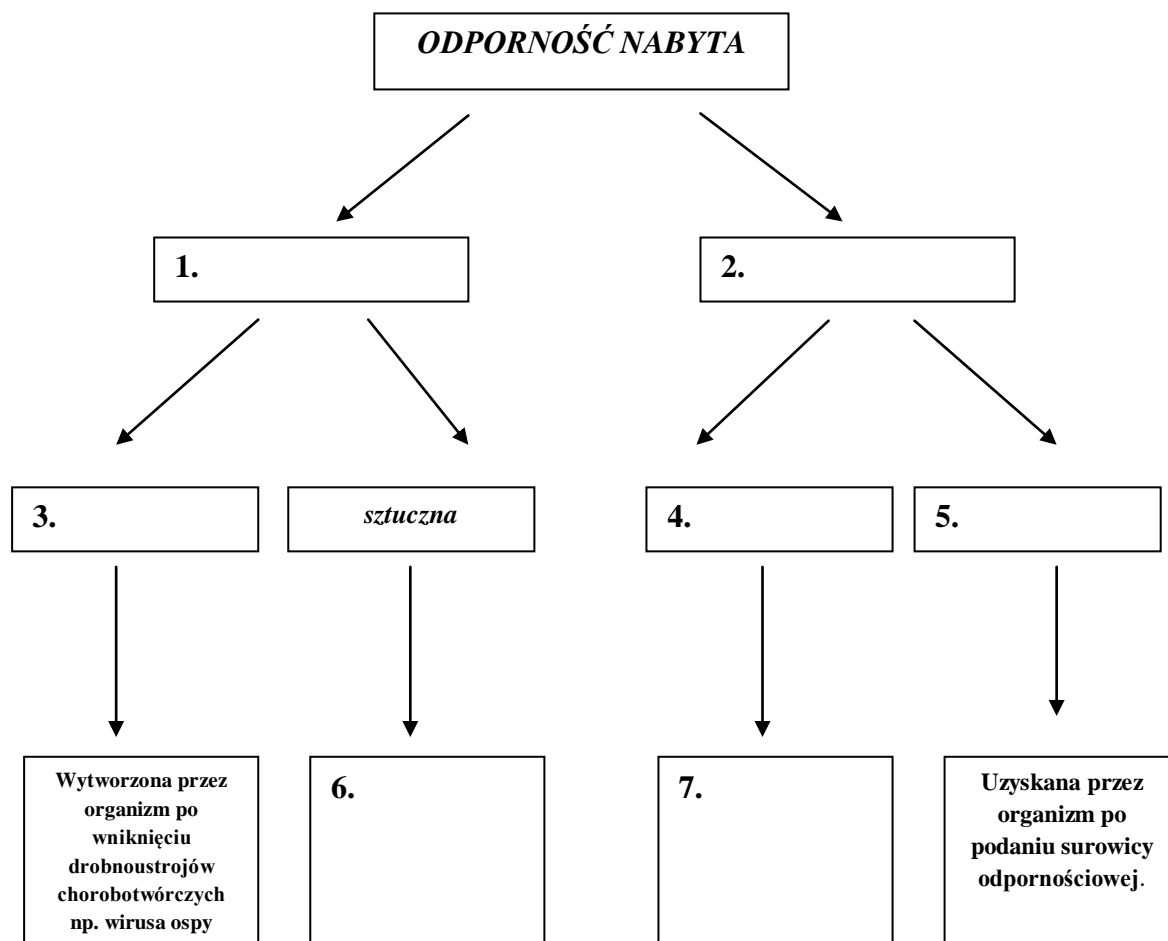 ODPORNOŚĆ NABYTA
1.
2.
3.
sztuczna
4.
5.
Wytworzona przez
organizm po
wniknięciu
drobnoustrojów
chorobotwórczych
np. wirusa ospy
6.
7.
Uzyskana przez
organizm po
podaniu surowicy
odpornościowej.